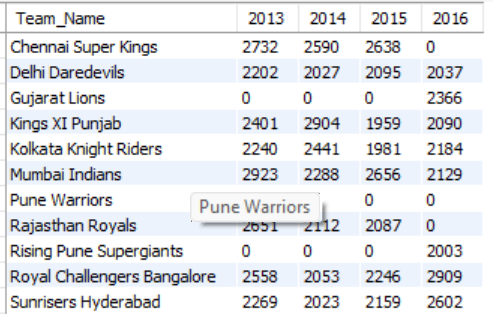 Team_Name 2013 2014 2015 2016
Chennai Super Kings 2732 2590 2638 0
Delhi Daredevils 2202 2027 2095 2037
Gujarat Lions 0 0 0 2366
Kings XI Punjab 2401 2904 1959 2090
Kolkata Knight Riders 2240 2441 1981 2184
Mumbai Indians 2923 2288 2656 2129
Pune Warriors 0 0
Pune Warriors
Rajasthan Royals 2651 2112 2087 0
Rising Pune Supergiants 0 0 0 2003
Royal Challengers Bangalore 2558 2053 2246 2909
Sunrisers Hyderabad 2269 2023 2159 2602